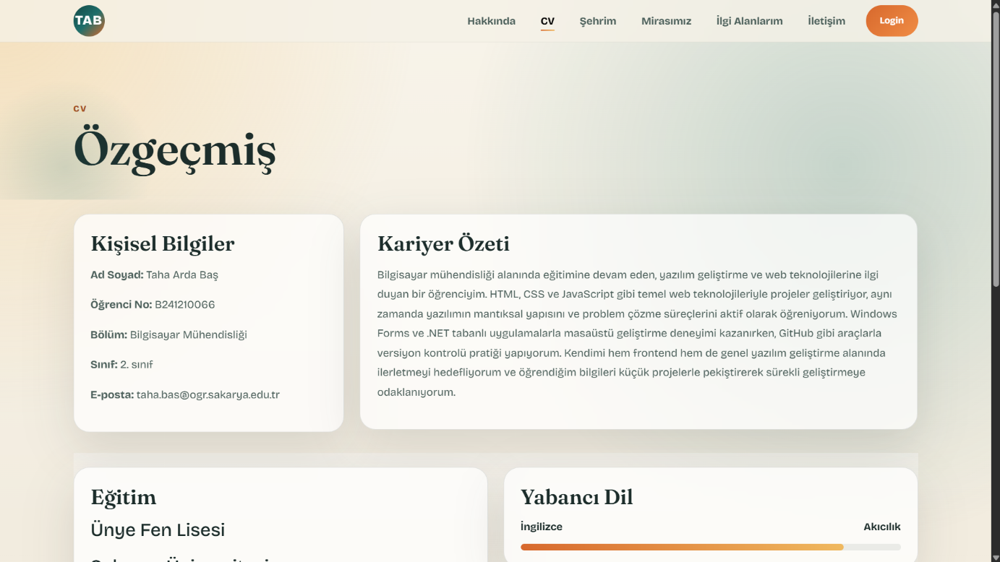 TAB
Hakkında
CV
Şehrim
Mirasımız
İlgi Alanlarım
İletişim
Login
CV
Özgeçmiş
Kişisel Bilgiler
Ad Soyad: Taha Arda Baş
Öğrenci No: B241210066
Bölüm: Bilgisayar Mühendisliği
Sınıf: 2. sınıf
E-posta: taha.bas@ogr.sakarya.edu.tr
Kariyer Özeti
Bilgisayar mühendisliği alanında eğitimine devam eden, yazılım geliştirme ve web teknolojilerine ilgi
duyan bir öğrenciyim. HTML, CSS ve JavaScript gibi temel web teknolojileriyle projeler geliştiriyor, aynı
zamanda yazılımın mantıksal yapısını ve problem çözme süreçlerini aktif olarak öğreniyorum. Windows
Forms ve .NET tabanlı uygulamalarla masaüstü geliştirme deneyimi kazanırken, GitHub gibi araçlarla
versiyon kontrolü pratiği yapıyorum. Kendimi hem frontend hem de genel yazılım geliştirme alanında
ilerletmeyi hedefliyorum ve öğrendiğim bilgileri küçük projelerle pekiştirerek sürekli geliştirmeye
odaklanıyorum.
Eğitim
Ünye Fen Lisesi
Yabancı Dil
İngilizce
Akıcılık